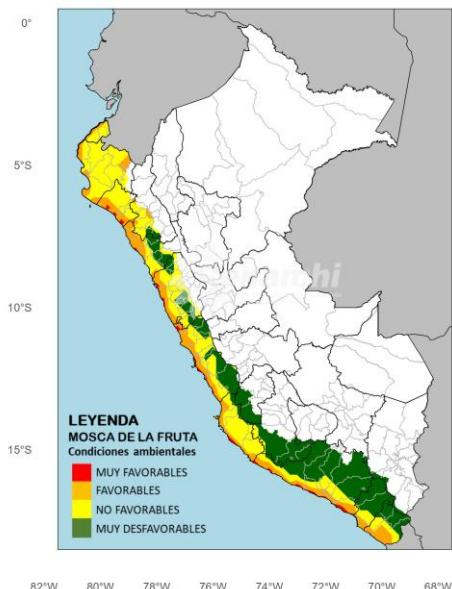 0°
5°S
10°S
15°S
senamhi
LEYENDA
MOSCA DE LA FRUTA
Condiciones ambientales
MUY FAVORABLES
FAVORABLES
NO FAVORABLES
MUY DESFAVORABLES
82°W 80°W 78°W 76°W 74°W 72°W 70°W 68°W